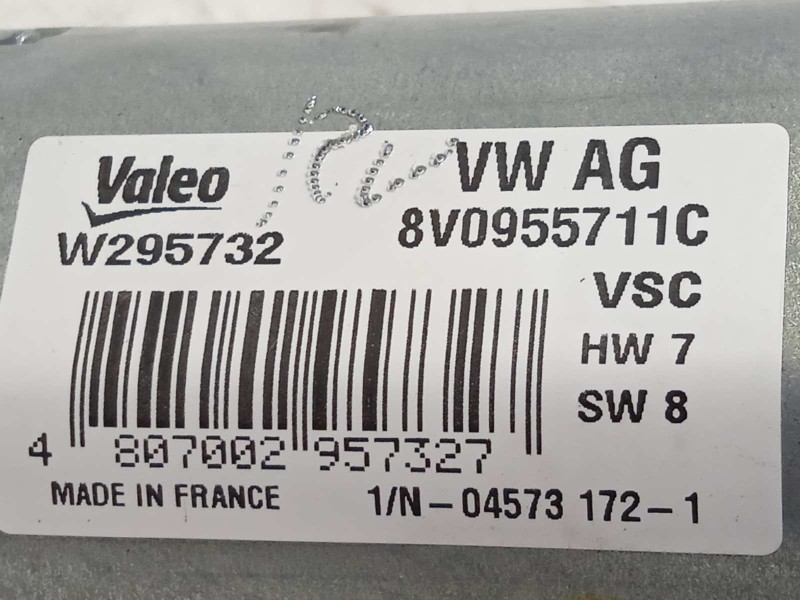 Valeo
W295732
VW AG
8V0955711C
VSC
HW 7
SW 8
4 807002 957327
MADE IN FRANCE
1/N-04573 172-1